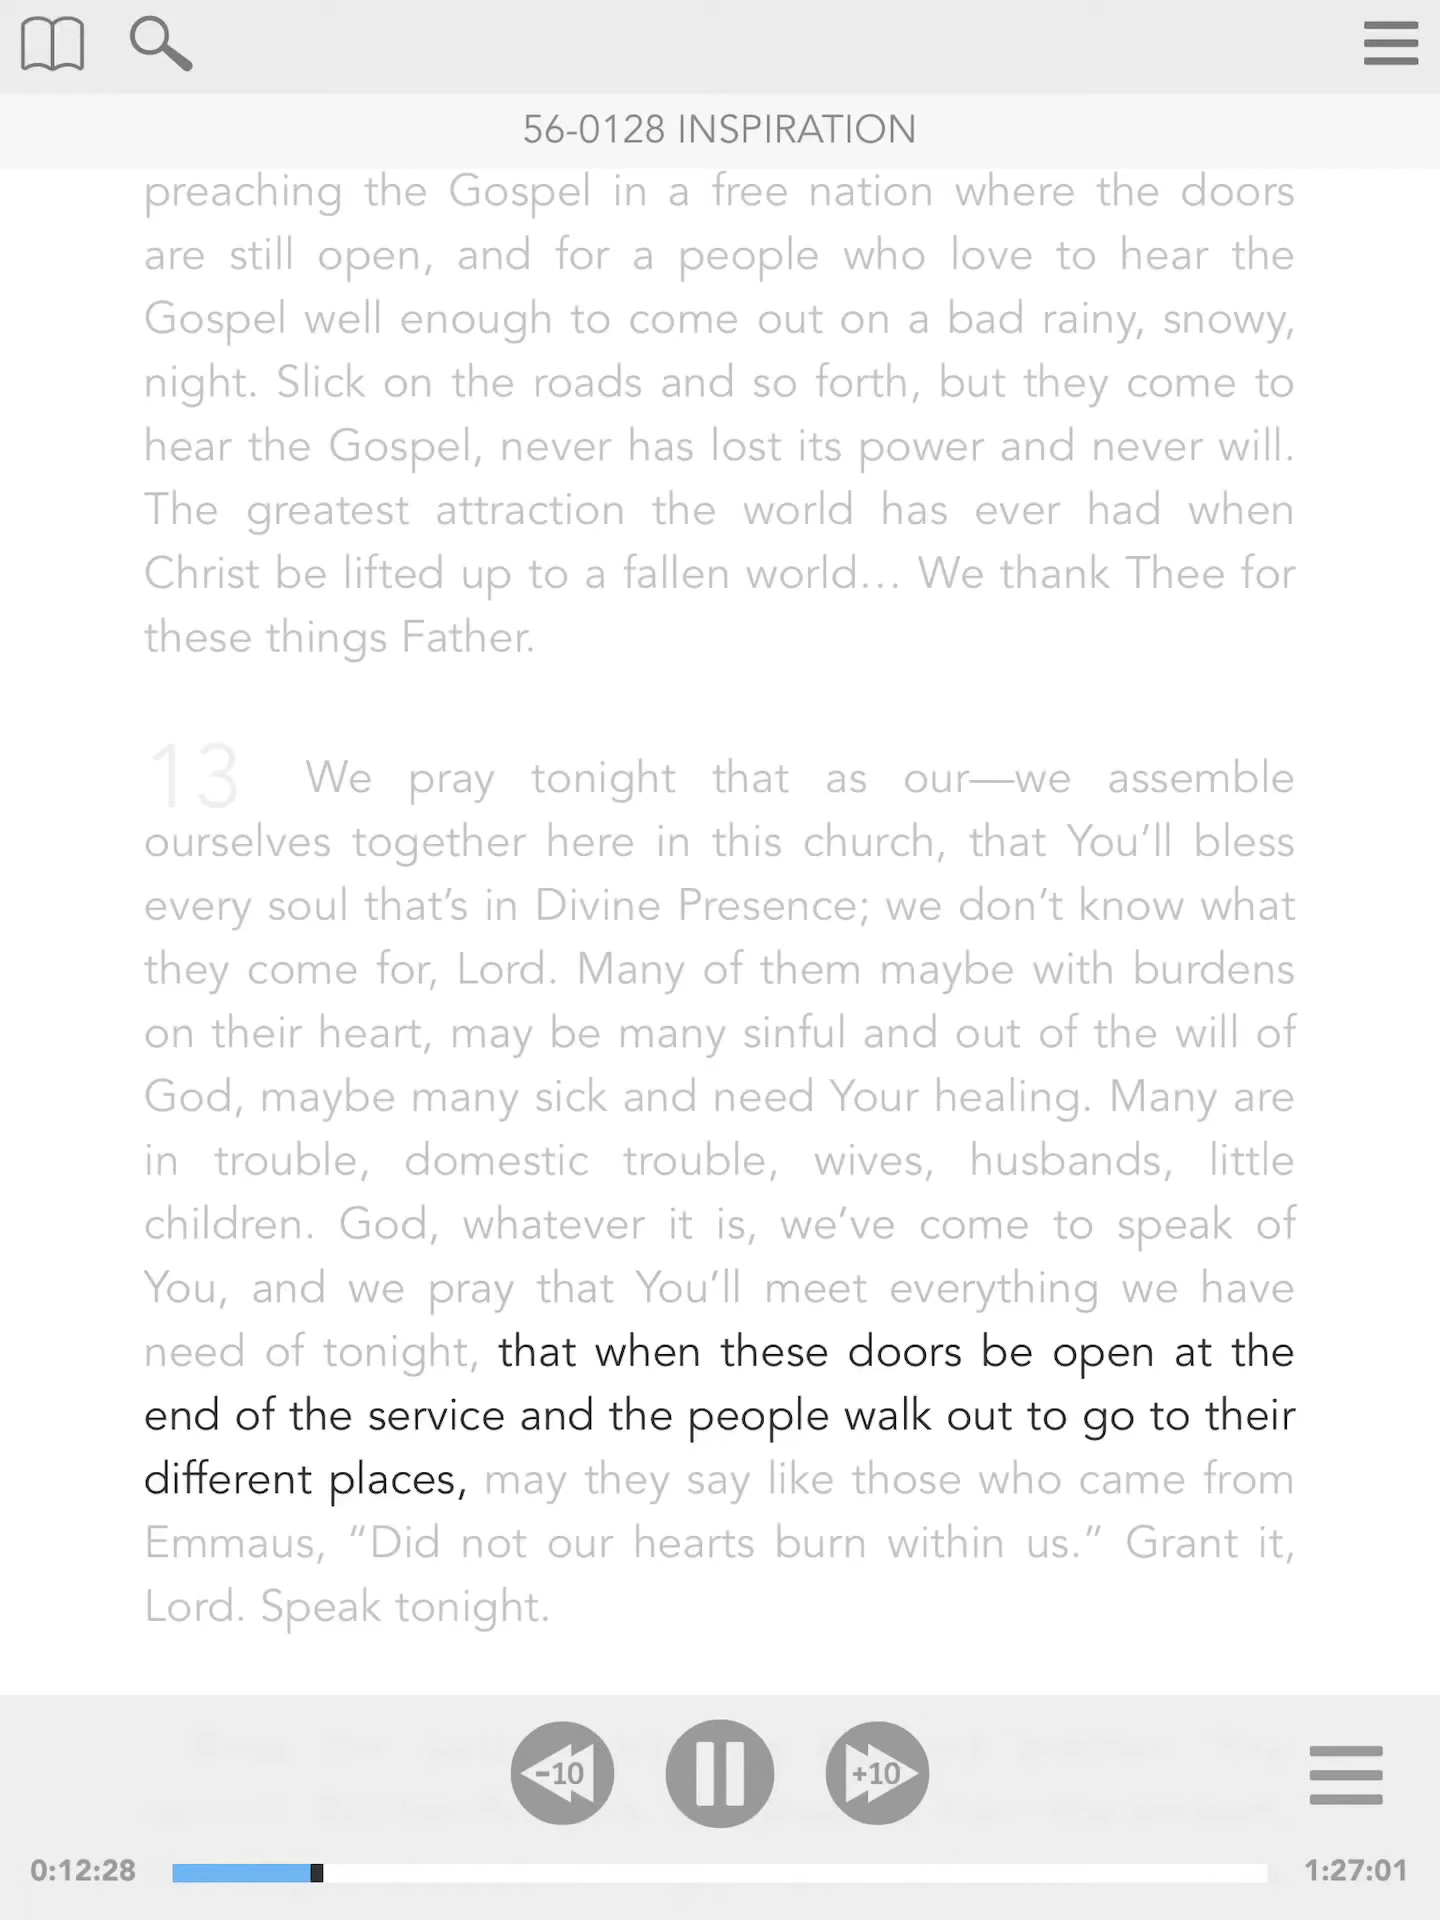 56-0128 INSPIRATION
preaching the Gospel in a free nation where the doors
are still open, and for a people who love to hear the
Gospel well enough to come out on a bad rainy, snowy,
night. Slick on the roads and so forth, but they come to
hear the Gospel, never has lost its power and never will.
The greatest attraction the world has ever had when
Christ be lifted up to a fallen world… We thank Thee for
these things Father.
13 We pray tonight that as our—we assemble
ourselves together here in this church, that You’ll bless
every soul that’s in Divine Presence; we don’t know what
they come for, Lord. Many of them maybe with burdens
on their heart, may be many sinful and out of the will of
God, maybe many sick and need Your healing. Many are
in trouble, domestic trouble, wives, husbands, little
children. God, whatever it is, we’ve come to speak of
You, and we pray that You’ll meet everything we have
need of tonight, that when these doors be open at the
end of the service and the people walk out to go to their
different places, may they say like those who came from
Emmaus, “Did not our hearts burn within us.” Grant it,
Lord. Speak tonight.
-10 +10
0:12:28 1:27:01